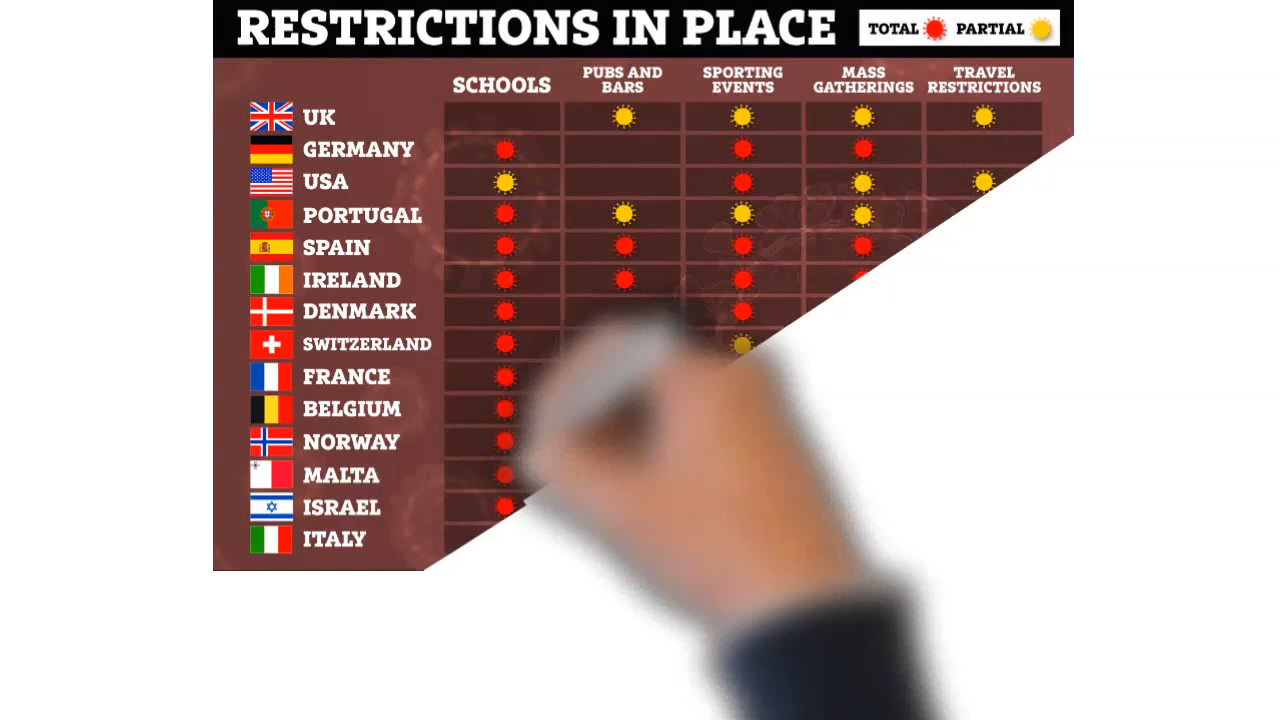 RESTRICTIONS IN PLACE
TOTAL PARTIAL
SCHOOLS
PUBS AND BARS
SPORTING EVENTS
MASS GATHERINGS
TRAVEL RESTRICTIONS
UK
GERMANY
USA
PORTUGAL
SPAIN
IRELAND
DENMARK
SWITZERLAND
FRANCE
BELGIUM
NORWAY
MALTA
ISRAEL
ITALY